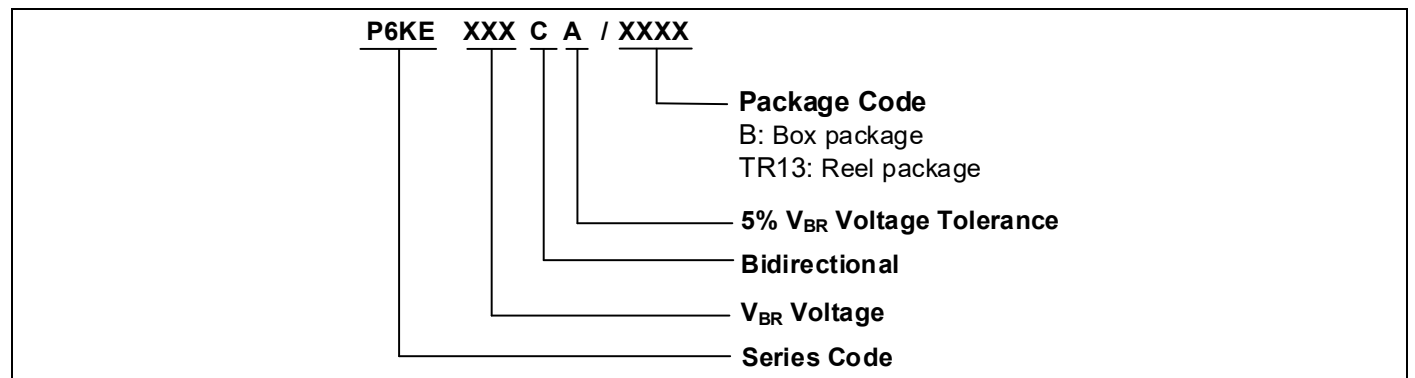 P6KE XXX C A / XXXX
Package Code
B: Box package
TR13: Reel package
5% VBR Voltage Tolerance
Bidirectional
VBR Voltage
Series Code